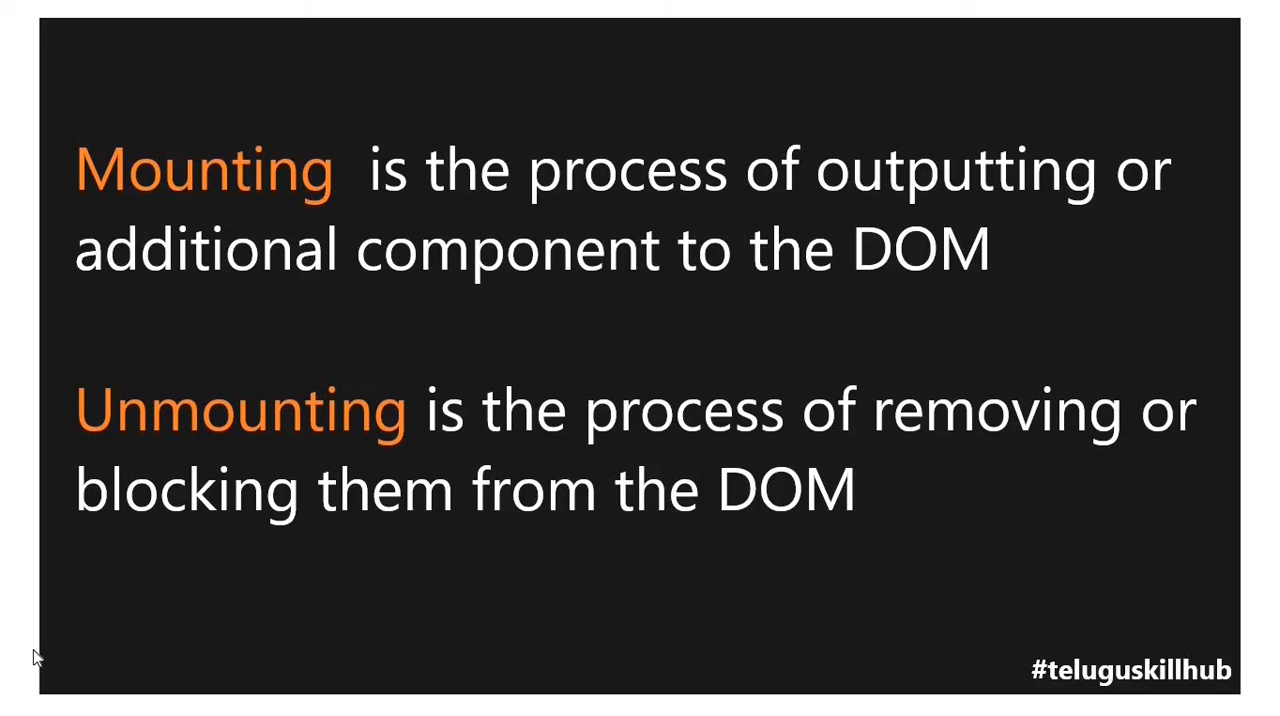 Mounting is the process of outputting or
additional component to the DOM
Unmounting is the process of removing or
blocking them from the DOM
#teluguskillhub